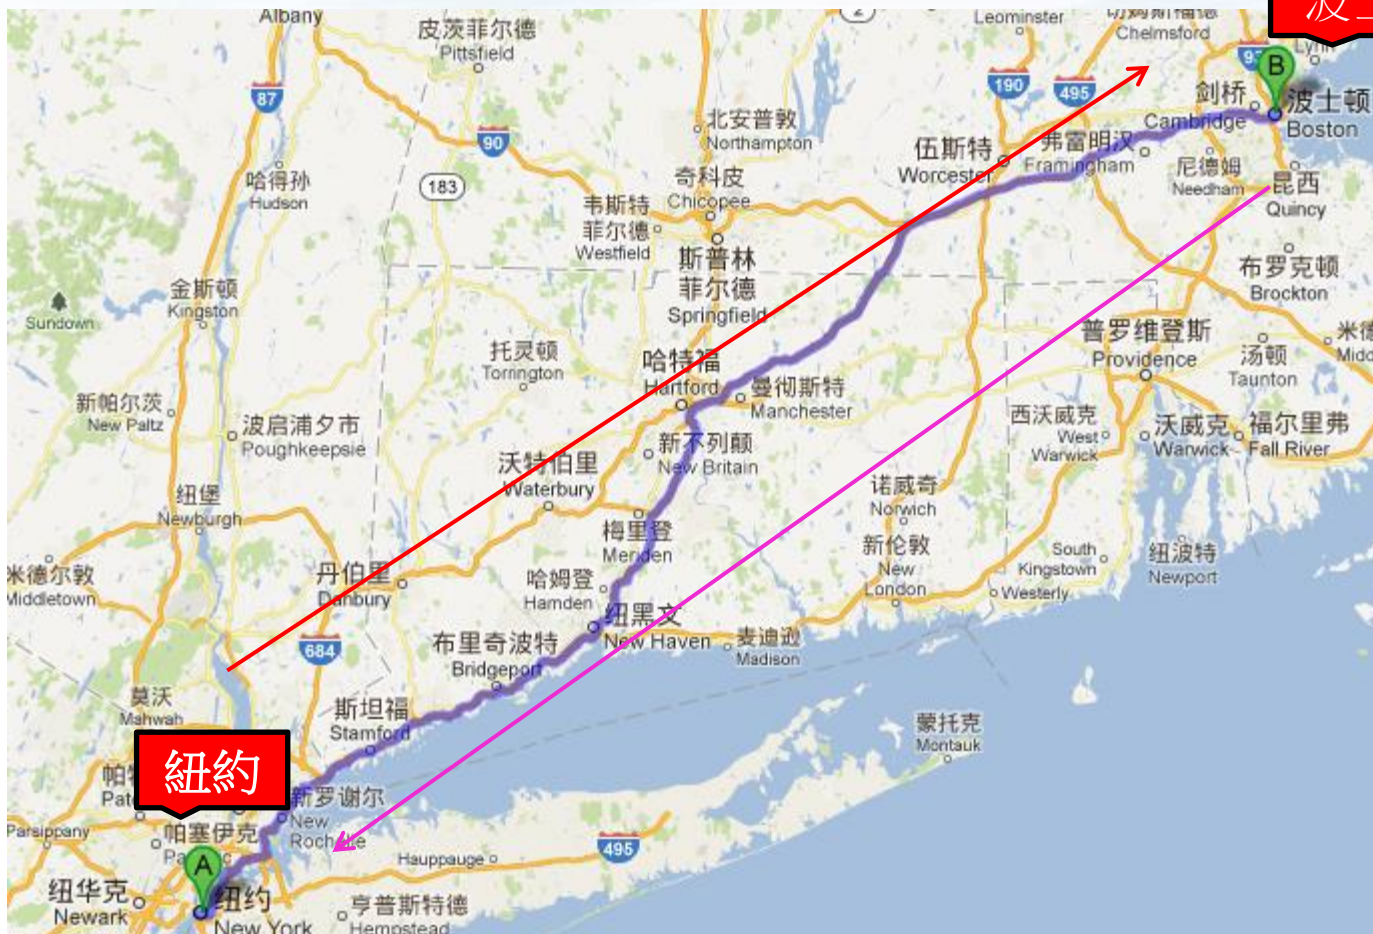 Albany
皮茨菲尔德
Pittsfield
2
Leominster
切姆斯福德
Chelmsford
Lynn
93
B
87
90
190
495
剑桥
Cambridge
波士顿
Boston
北安普敦
Northampton
伍斯特
Worcester
弗雷明汉
Framingham
尼德姆
Needham
昆西
Quincy
哈得孙
Hudson
183
奇科皮
Chicopee
韦斯特
菲尔德
Westfield
斯普林
菲尔德
Springfield
布罗克顿
Brockton
金斯顿
Kingston
Sundown
托灵顿
Torrington
哈特福
Hartford
曼彻斯特
Manchester
普罗维登斯
Providence
汤顿
Taunton
新帕尔茨
New Paltz
波启浦夕市
Poughkeepsie
新不列颠
New Britain
西沃威克
West
Warwick
沃威克
Warwick
福尔里弗
Fall River
沃特伯里
Waterbury
诺威奇
Norwich
纽堡
Newburgh
梅里登
Meriden
新伦敦
New
London
South
Kingstown
纽波特
Newport
米德尔敦
Middletown
丹伯里
Danbury
哈姆登
Hamden
Westerly
684
布里奇波特
Bridgeport
纽黑文
New Haven
麦迪逊
Madison
莫沃
Mahwah
斯坦福
Stamford
蒙托克
Montauk
紐約
新罗谢尔
New
Rochelle
Parsippany
帕塞伊克
A
Hauppauge
495
纽华克
Newark
纽约
New York
亨普斯特德
Hempstead